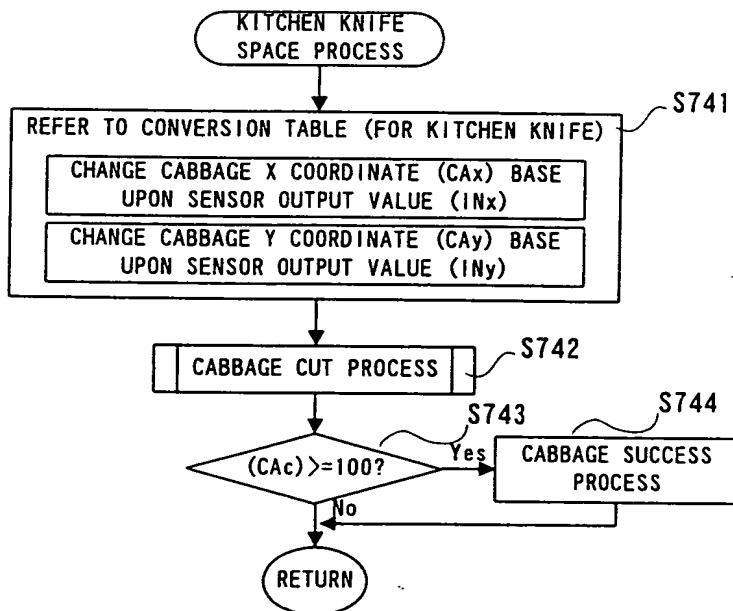 KITCHEN KNIFE
SPACE PROCESS
S741
REFER TO CONVERSION TABLE (FOR KITCHEN KNIFE)
CHANGE CABBAGE X COORDINATE (CAx) BASE
UPON SENSOR OUTPUT VALUE (INx)
CHANGE CABBAGE Y COORDINATE (CAy) BASE
UPON SENSOR OUTPUT VALUE (INy)
CABBAGE CUT PROCESS
S742
S743
(CAc)>=100?
Yes
S744
CABBAGE SUCCESS
PROCESS
No
RETURN